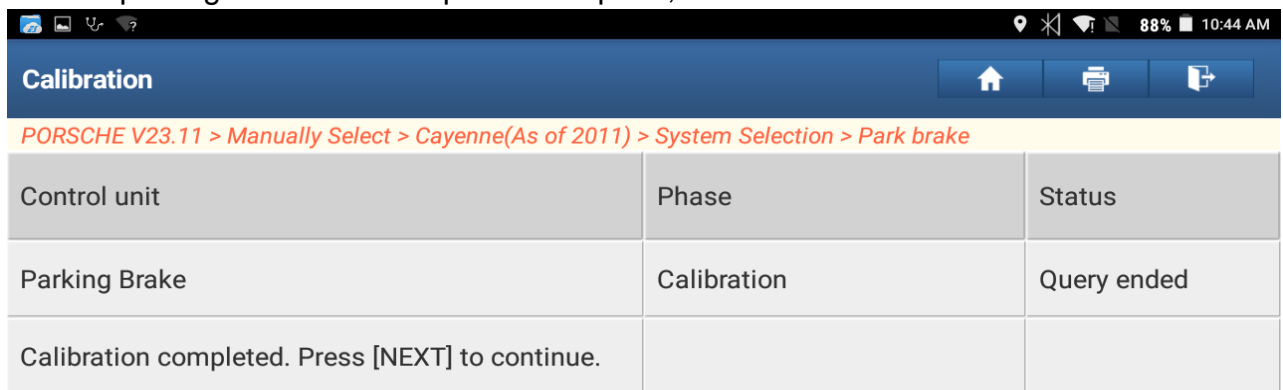 88% 10:44 AM
Calibration
PORSCHE V23.11 > Manually Select > Cayenne(As of 2011) > System Selection > Park brake
Control unit Phase Status
Parking Brake Calibration Query ended
Calibration completed. Press [NEXT] to continue.